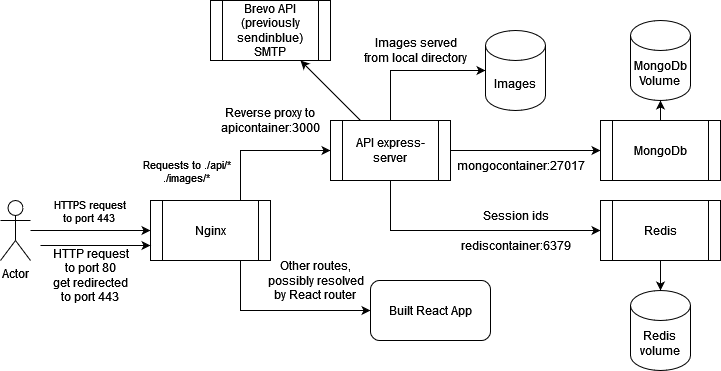 Brevo API
(previously
sendinblue)
SMTP
Images served
from local directory
Images
MongoDb
Volume
Reverse proxy to
apicontainer:3000
API express-
server
mongocontainer:27017
MongoDb
Requests to ./api/*
./images/*
HTTPS request
to port 443
Nginx
Session ids
rediscontainer:6379
Redis
Actor
HTTP request
to port 80
get redirected
to port 443
Other routes,
possibly resolved
by React router
Built React App
Redis
volume